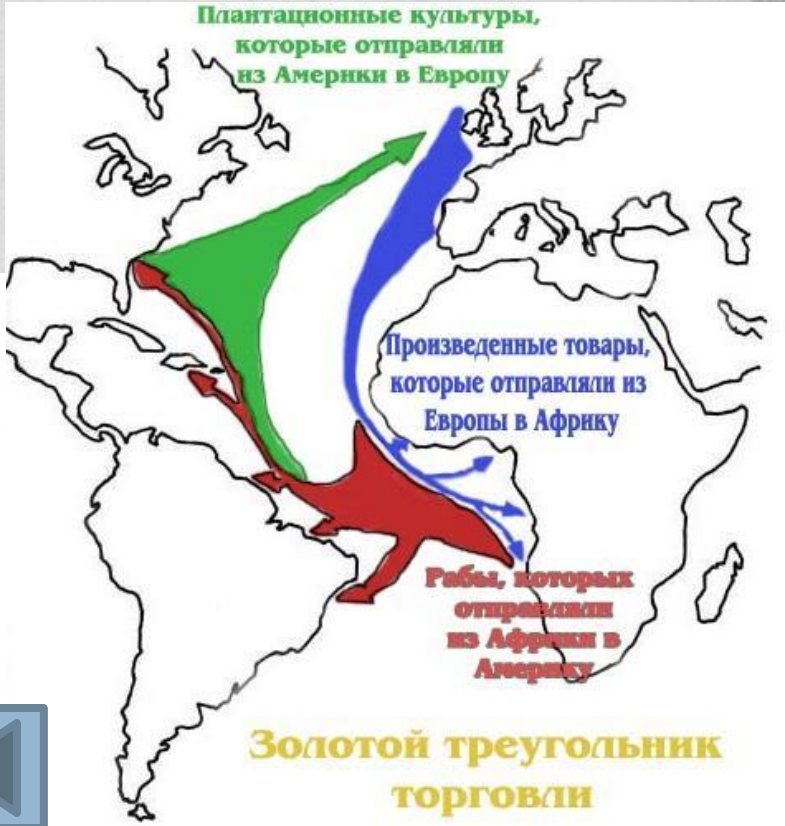 Плантационные культуры,
которые отправляли
из Америки в Европу
Произведенные товары,
которые отправляли из
Европы в Африку
Рабы, которых
отправляли
из Африки в
Америку
Золотой треугольник
торговли